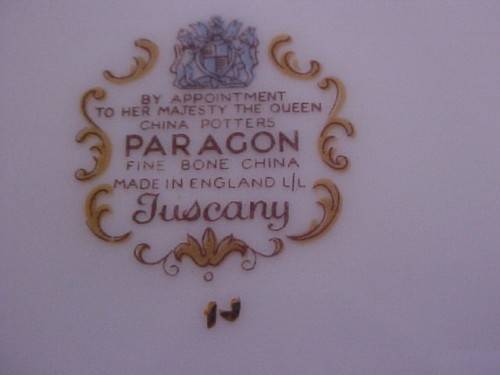 BY APPOINTMENT
TO HER MAJESTY THE QUEEN
CHINA POTTERS
PARAGON
FINE BONE CHINA
MADE IN ENGLAND L/L
Tuscany